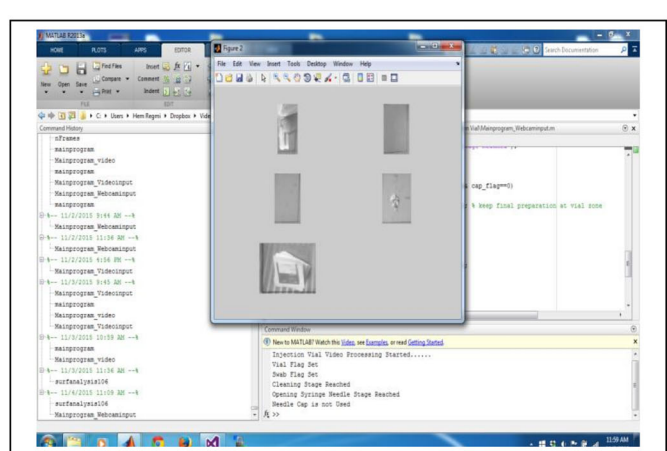 MATLAB R2013a
HOME PLOTS APPS EDITOR
Figure 2
Search Documentation
File Edit View Insert Tools Desktop Window Help
New Open Save
Find Files
Compare
Print
Insert
Comment
Indent
FILE
EDIT
C: Users Hem Regmi Dropbox
Vial\Mainprogram_Webcaminput.m
Command History
nFrames
mainprogram
Mainprogram_video
mainprogram
Mainprogram_Videoinput
Mainprogram_Webcaminput
mainprogram
%-- 11/2/2015 9:44 AM --%
Mainprogram_Webcaminput
%-- 11/2/2015 11:36 AM --%
Mainprogram_Webcaminput
%-- 11/2/2015 4:56 PM --%
Mainprogram_Videoinput
%-- 11/3/2015 9:45 AM --%
Mainprogram_Videoinput
mainprogram
Mainprogram_video
Mainprogram_Videoinput
%-- 11/3/2015 10:59 AM --%
mainprogram
Mainprogram_video
%-- 11/3/2015 11:36 AM --%
surfanalysis106
%-- 11/4/2015 11:09 AM --%
surfanalysis106
Mainprogram_Webcaminput
cap_flag==0)
% keep final preparation at vial zone
Command Window
New to MATLAB? Watch this Video, see Examples, or read Getting Started.
Injection Vial Video Processing Started......
Vial Flag Set
Swab Flag Set
Cleaning Stage Reached
Opening Syringe Needle Stage Reached
Needle Cap is not Used
fx >>
11:59 AM